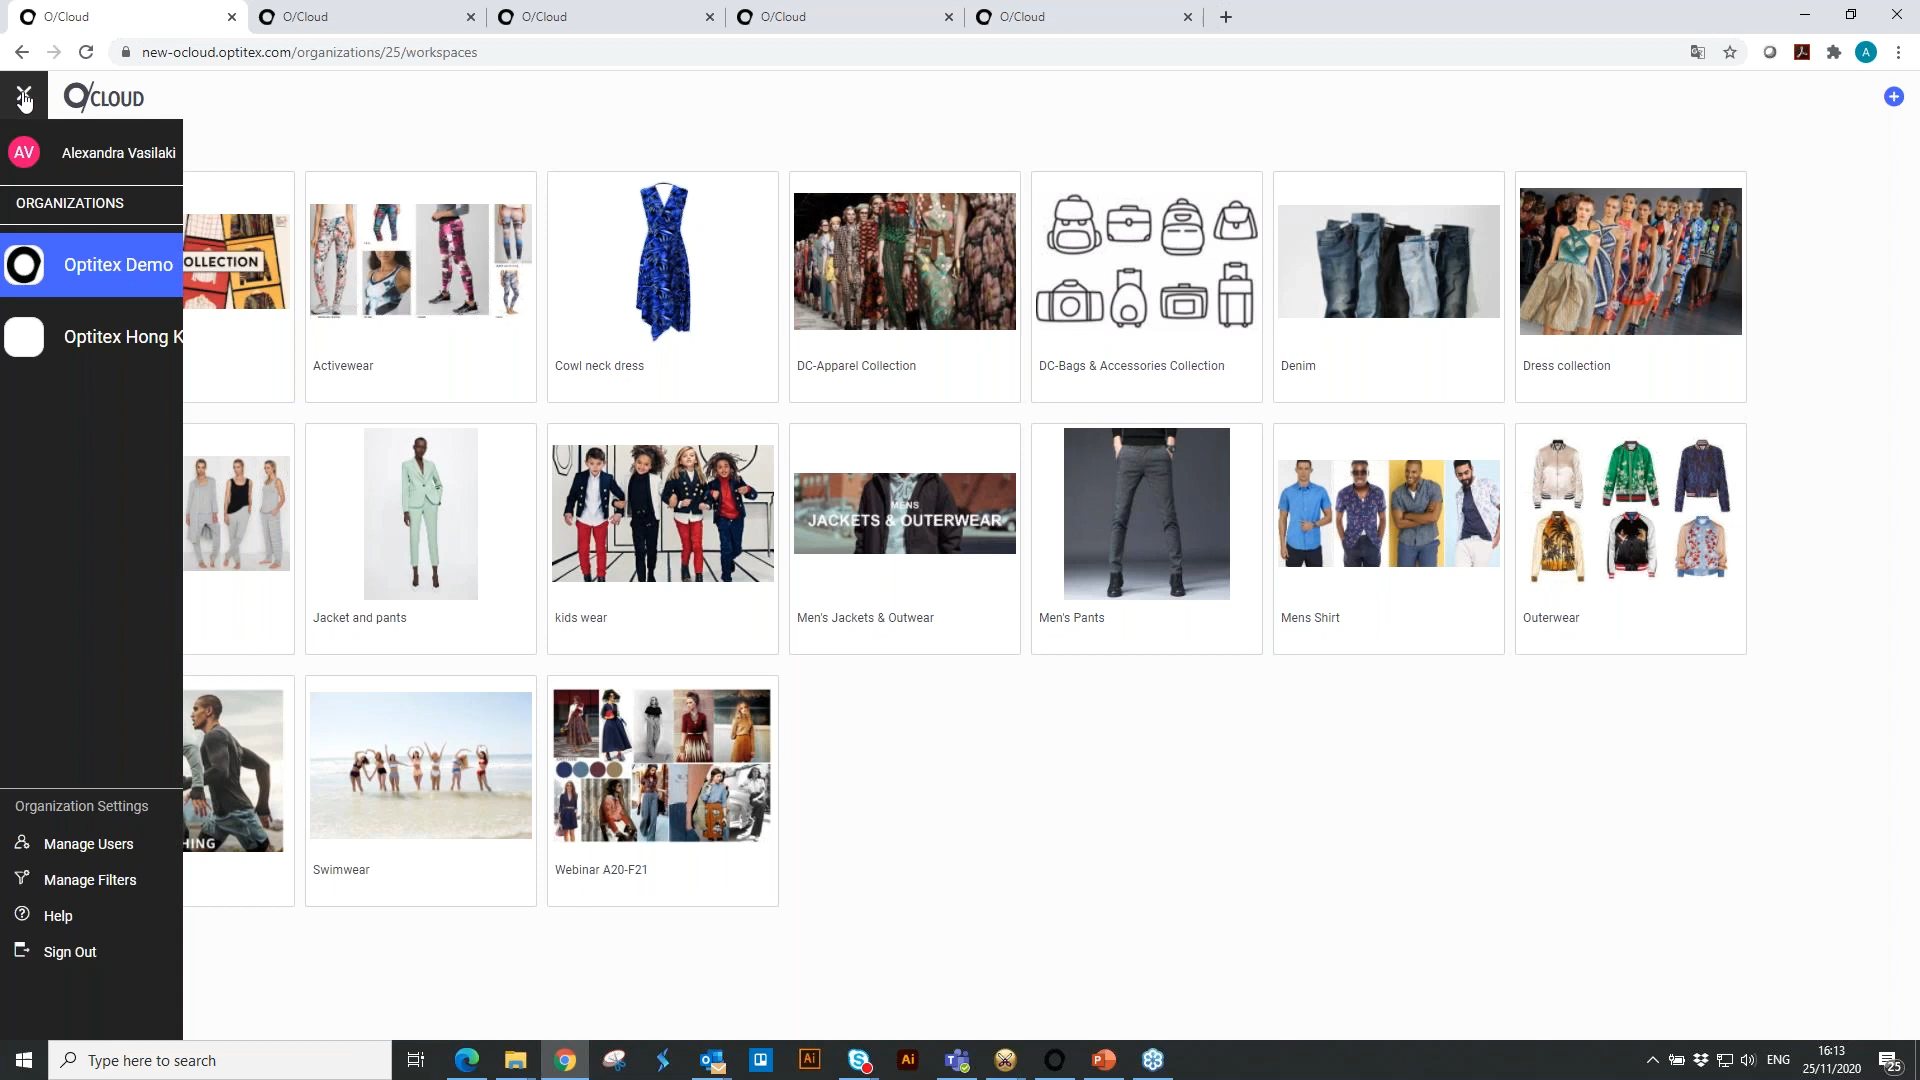 O/Cloud
O/Cloud
O/Cloud
O/Cloud
O/Cloud
new-ocloud.optitex.com/organizations/25/workspaces
A
O/CLOUD
AV
Alexandra Vasilaki
ORGANIZATIONS
Optitex Demo
Optitex Hong K
OLLECTION
Activewear
Cowl neck dress
DC-Apparel Collection
DC-Bags & Accessories Collection
Denim
Dress collection
MENS
JACKETS & OUTERWEAR
Jacket and pants
kids wear
Men's Jackets & Outwear
Men's Pants
Mens Shirt
Outerwear
HING
Swimwear
Webinar A20-F21
Organization Settings
Manage Users
Manage Filters
Help
Sign Out
Type here to search
Ai
Ai
ENG
16:13
25/11/2020
25